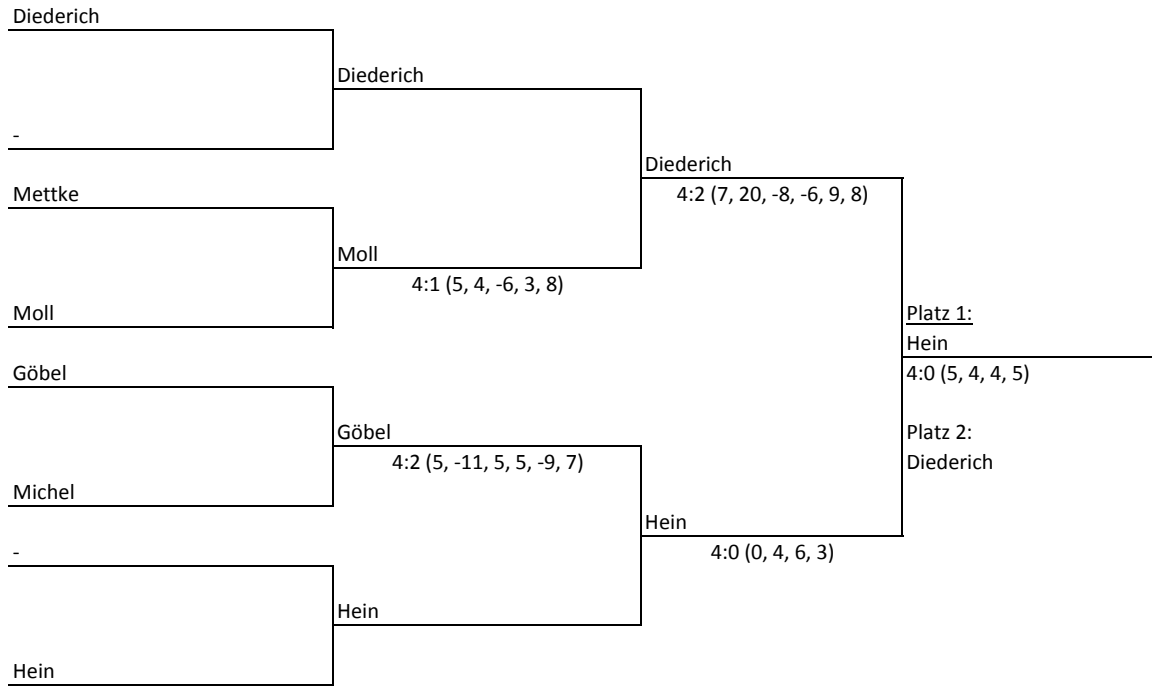 Diederich
Diederich
-
Diederich
Mettke
4:2 (7, 20, -8, -6, 9, 8)
Moll
4:1 (5, 4, -6, 3, 8)
Moll
Platz 1:
Hein
Göbel
4:0 (5, 4, 4, 5)
Göbel
Platz 2:
4:2 (5, -11, 5, 5, -9, 7)
Diederich
Michel
Hein
-
4:0 (0, 4, 6, 3)
Hein
Hein